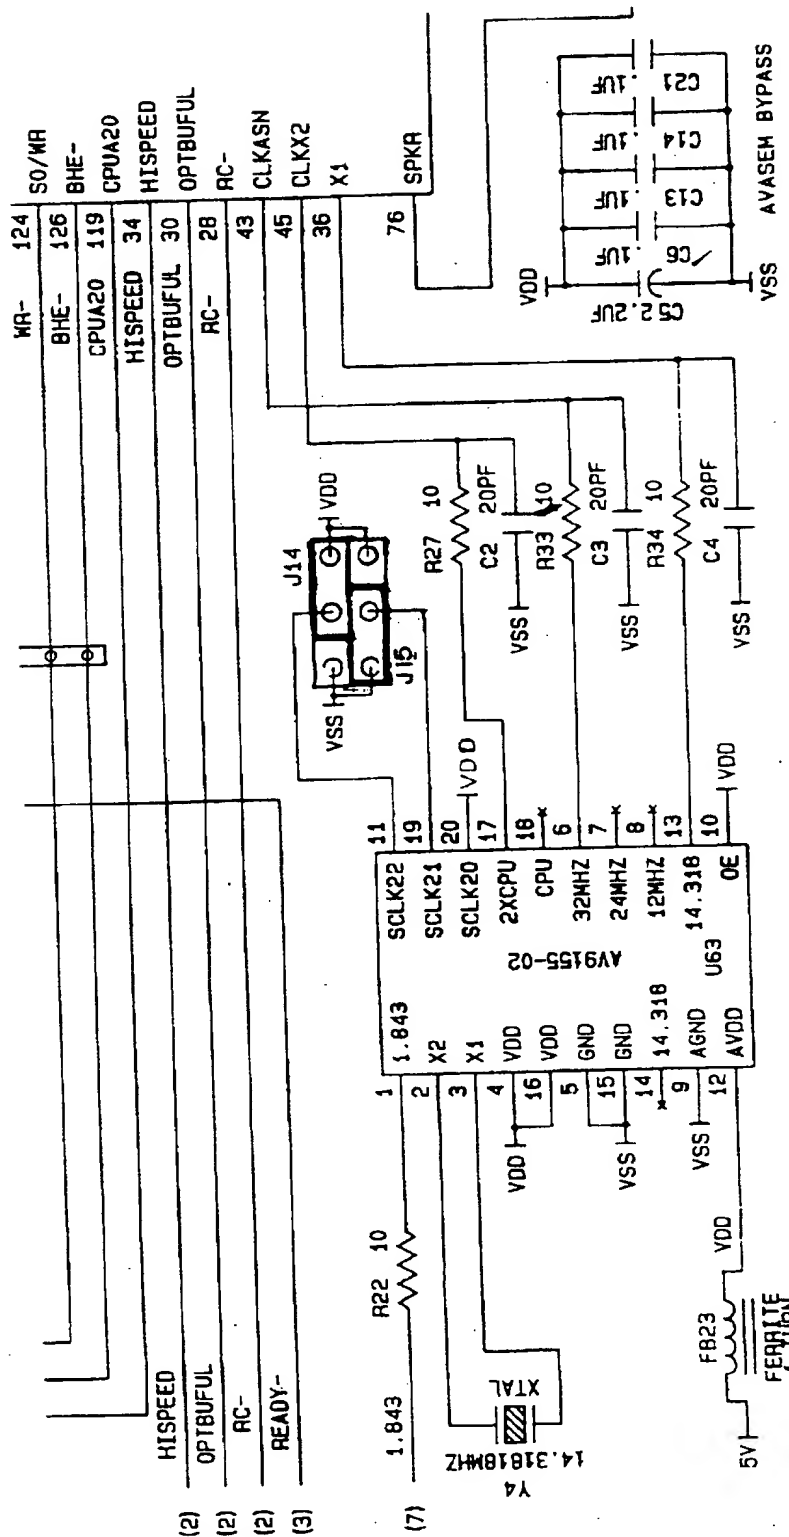 WR- 124 S0/WR
BHE- 126 BHE-
CPUA20 119 CPUA20
HISPEED 34 HISPEED
OPTBUFUL 30 OPTBUFUL
RC- 28 RC-
43 CLKASN
45 CLKX2
36 X1
76 SPKR
HISPEED
(2) OPTBUFUL
(2) RC-
(2) READY-
(3)
(7) 1.843
R22 10
Y4
14.31818MHZ
XTAL
5V
FB23
FERRITE
VDD
1 1.843
2 X2
3 X1
4 VDD
16 VDD
5 GND
15 GND
14 14.318
9 AGND
12 AVDD
VDD
VSS
VSS
AV9155-02
U63
SCLK22 11
SCLK21 19
SCLK20 20
2XCPU 17
CPU 18
32MHZ 6
24MHZ 7
12MHZ 8
14.318 13
OE 10
VDD
VDD
J14
J15
VSS
VDD
R27 10
C2 20PF
VSS
R33 10
C3 20PF
VSS
R34 10
C4 20PF
VSS
VDD
C5 2.2UF
C6 .1UF
C13 .1UF
C14 .1UF
C21 .1UF
VSS
AVASEM BYPASS